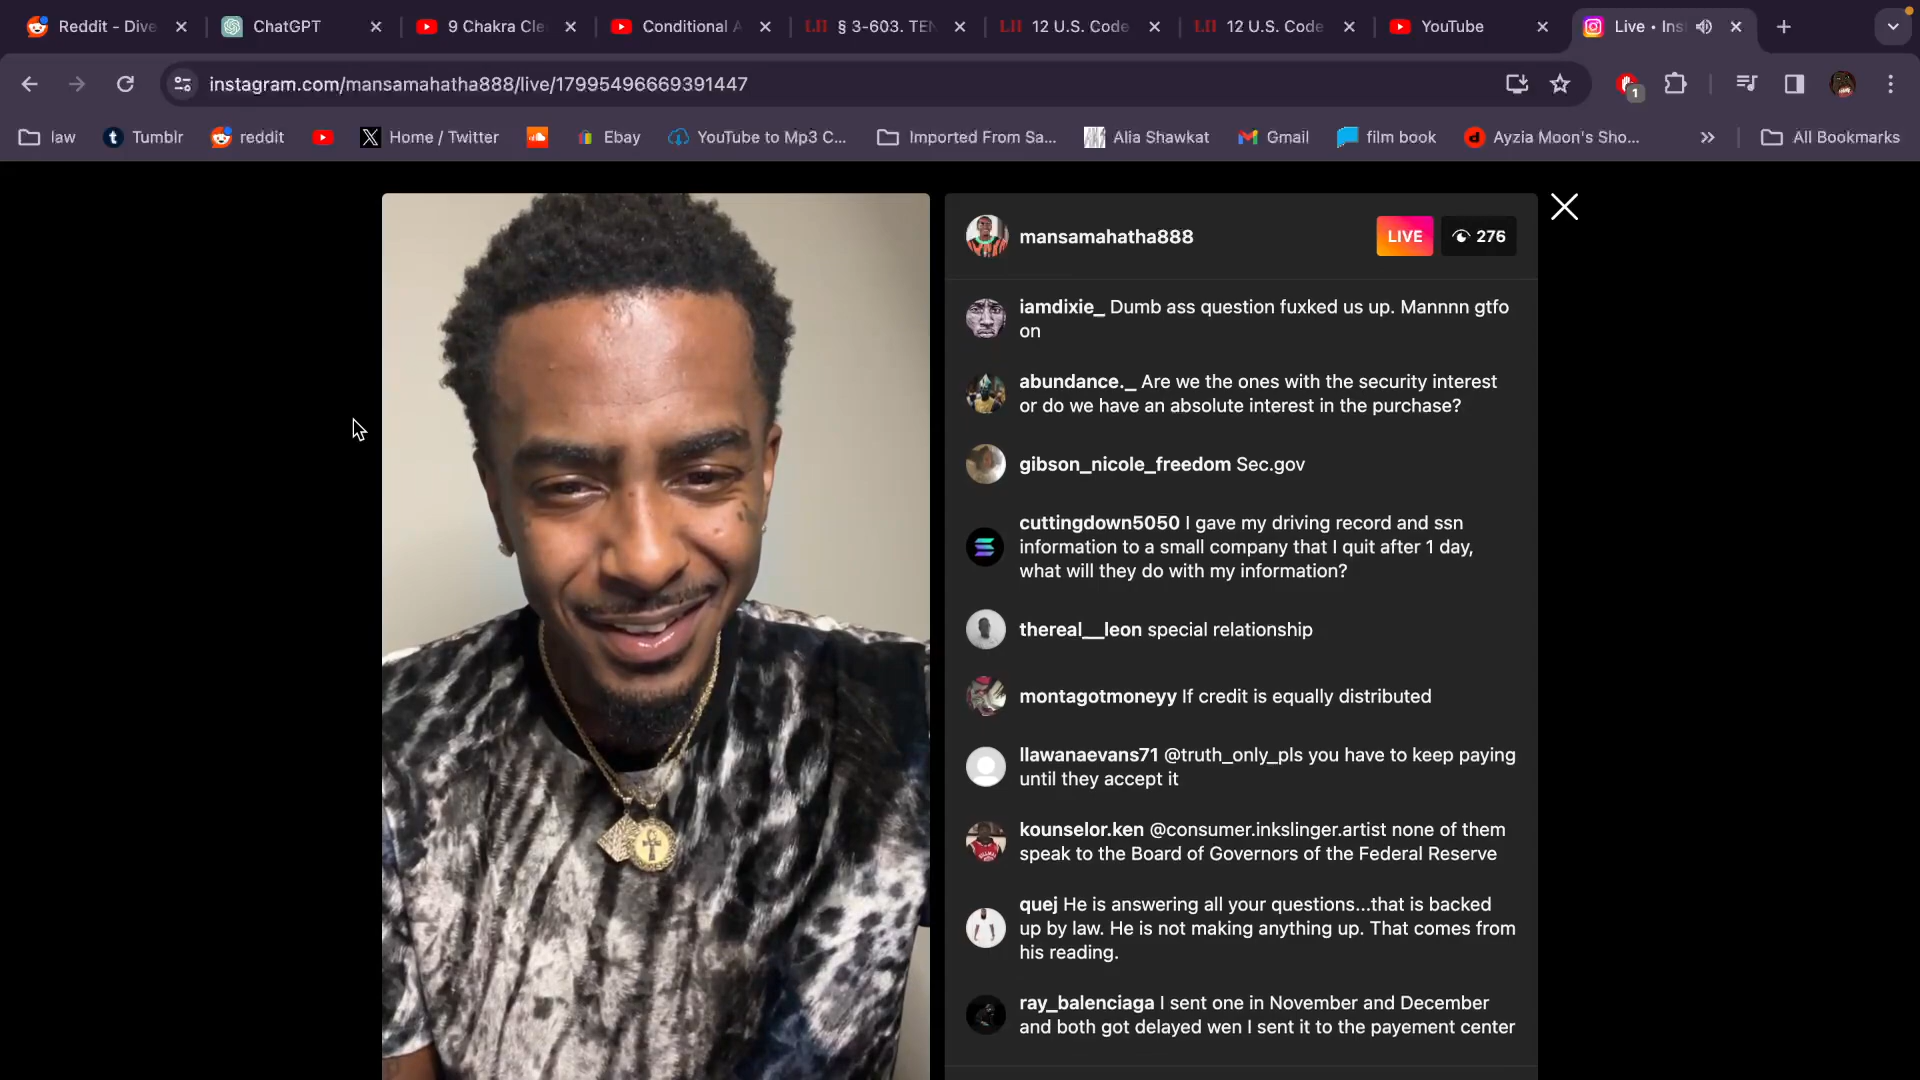 Reddit - Dive
ChatGPT
9 Chakra Cle
Conditional A
§ 3-603. TEN
12 U.S. Code
12 U.S. Code
YouTube
Live • Ins
instagram.com/mansamahatha888/live/17995496669391447
1
law
Tumblr
reddit
Home / Twitter
Ebay
YouTube to Mp3 C...
Imported From Sa...
Alia Shawkat
Gmail
film book
Ayzia Moon's Sho...
All Bookmarks
mansamahatha888
LIVE
276
iamdixie_ Dumb ass question fuxked us up. Mannnn gtfo
on
abundance._ Are we the ones with the security interest
or do we have an absolute interest in the purchase?
gibson_nicole_freedom Sec.gov
cuttingdown5050 I gave my driving record and ssn
information to a small company that I quit after 1 day,
what will they do with my information?
thereal__leon special relationship
montagotmoneyy If credit is equally distributed
llawanaevans71 @truth_only_pls you have to keep paying
until they accept it
kounselor.ken @consumer.inkslinger.artist none of them
speak to the Board of Governors of the Federal Reserve
quej He is answering all your questions...that is backed
up by law. He is not making anything up. That comes from
his reading.
ray_balenciaga I sent one in November and December
and both got delayed wen I sent it to the payement center